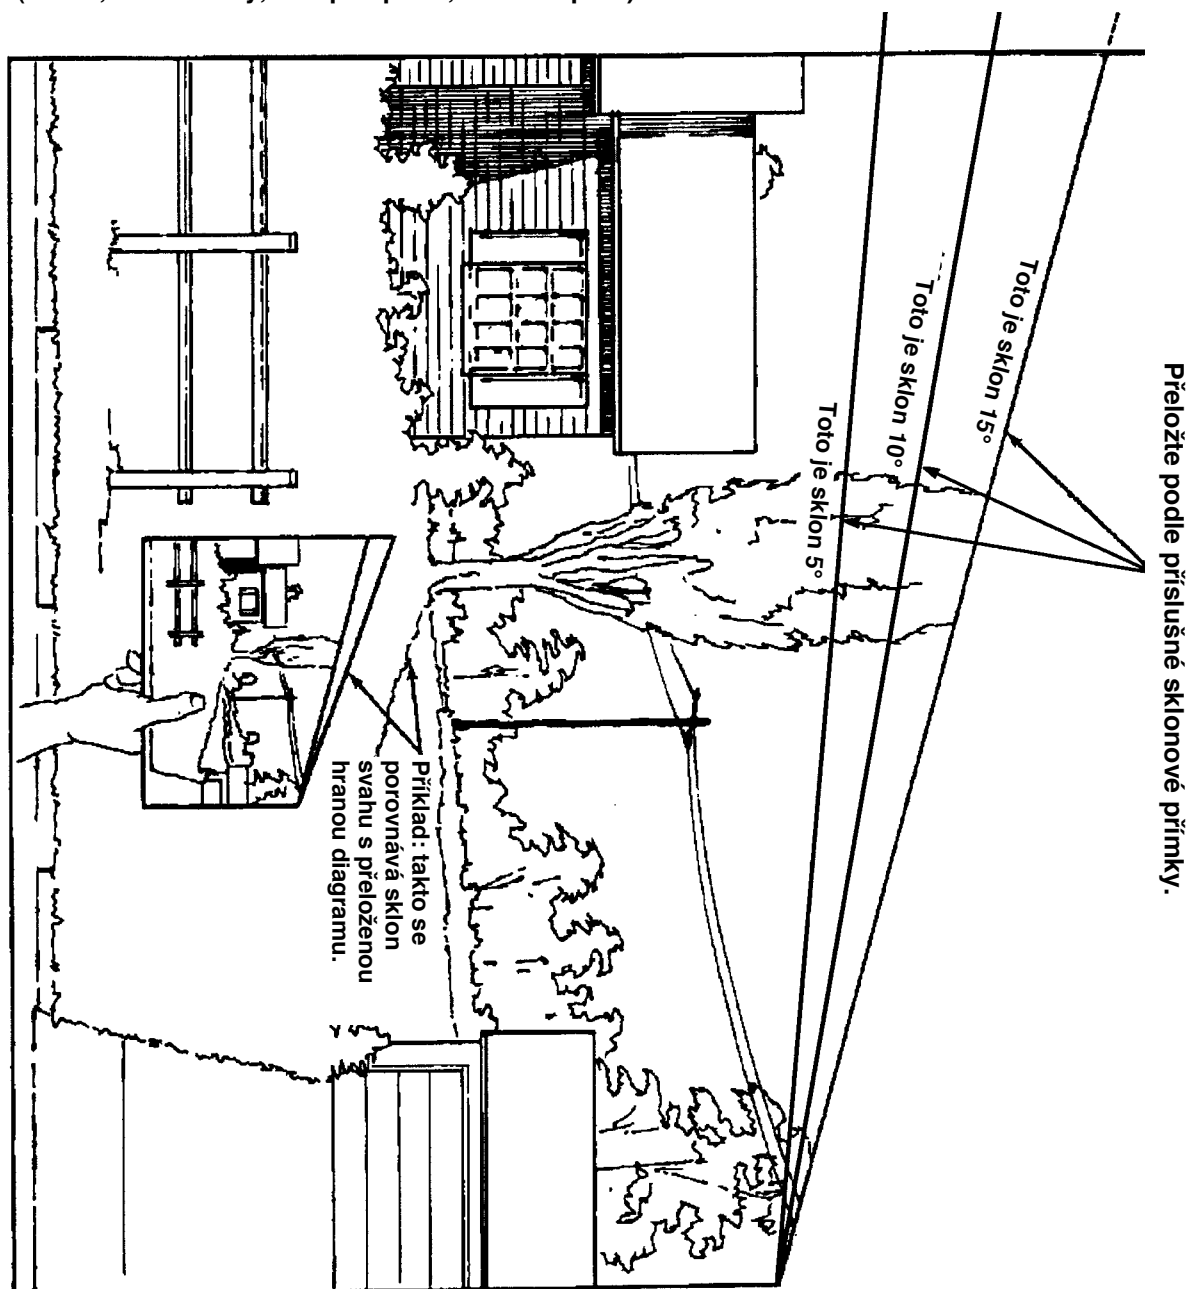 Přeložte podle příslušné sklonové přímky.
Toto je sklon 15°
Toto je sklon 10°
Toto je sklon 5°
Příklad: takto se
porovnává sklon
svahu s přeloženou
hranou diagramu.